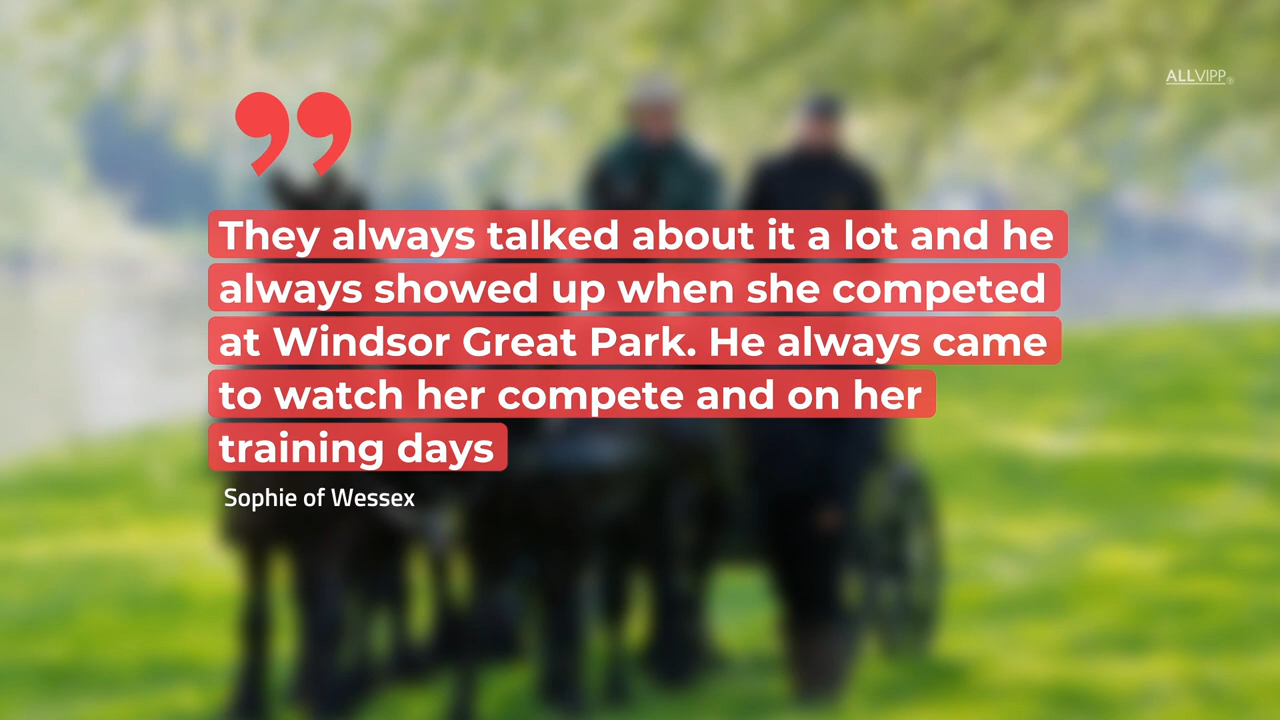 ALLVIPP®
”
They always talked about it a lot and he
always showed up when she competed
at Windsor Great Park. He always came
to watch her compete and on her
training days
Sophie of Wessex